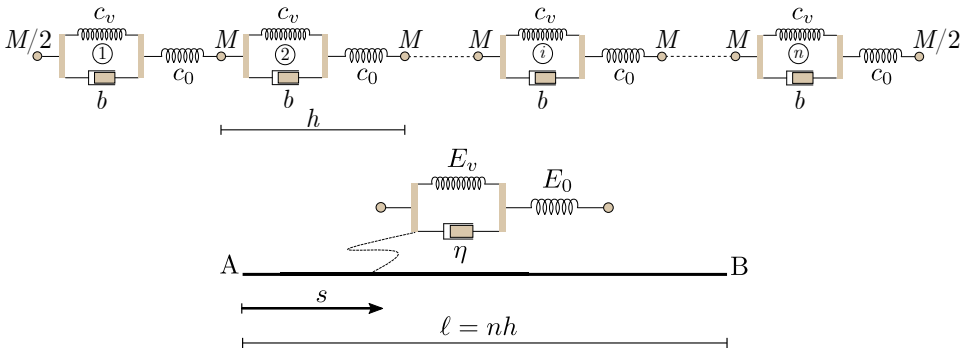 c_v c_v c_v c_v
M/2 ① M ② M M ⓘ M M ⓝ M/2
c_0 c_0 c_0 c_0
b b b b
h
E_v E_0
η
A B
s
ℓ = nh